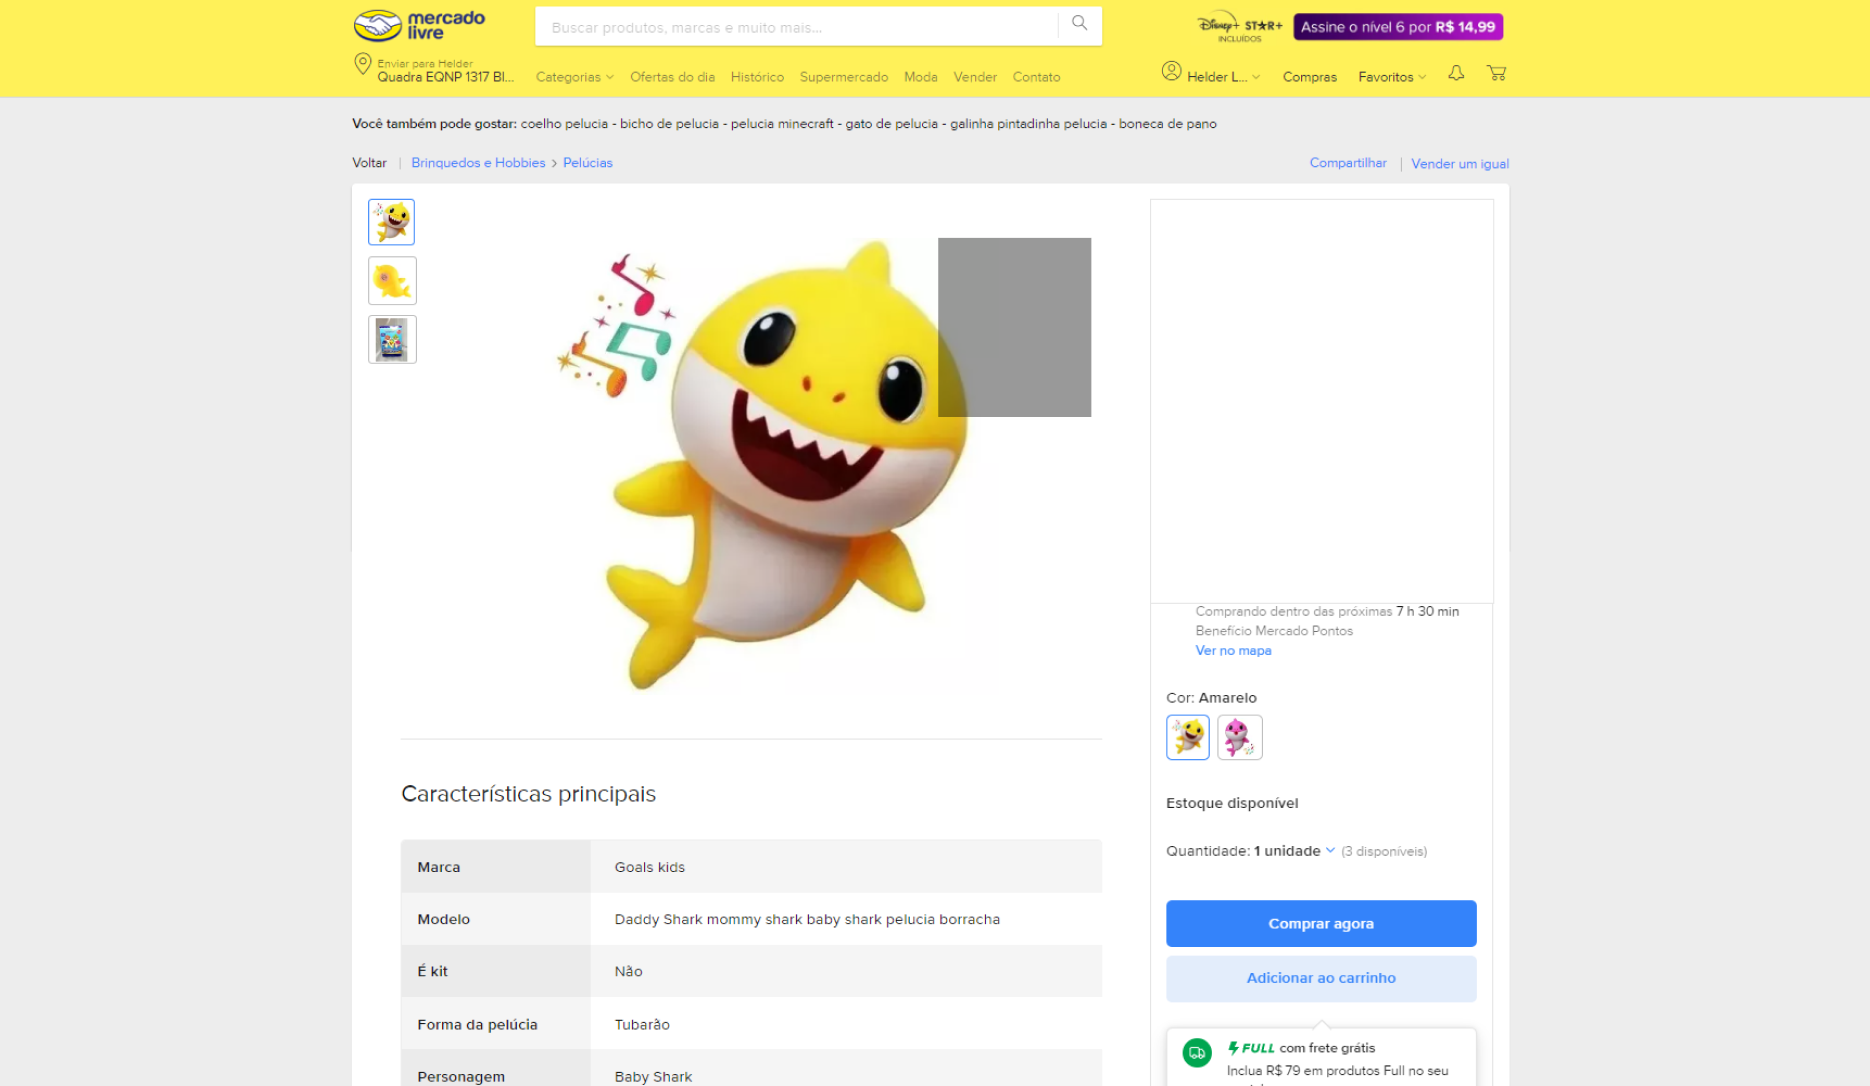 mercado
livre
Buscar produtos, marcas e muito mais...
Disney+ STAR+
INCLUÍDOS
Assine o nível 6 por R$ 14,99
Enviar para Helder
Quadra EQNP 1317 Bl...
Categorias
Ofertas do dia
Histórico
Supermercado
Moda
Vender
Contato
Helder L...
Compras
Favoritos
Você também pode gostar: coelho pelucia - bicho de pelucia - pelucia minecraft - gato de pelucia - galinha pintadinha pelucia - boneca de pano
Voltar | Brinquedos e Hobbies > Pelúcias
Compartilhar | Vender um igual
Comprando dentro das próximas 7 h 30 min
Benefício Mercado Pontos
Ver no mapa
Cor: Amarelo
Estoque disponível
Quantidade: 1 unidade (3 disponíveis)
Comprar agora
Adicionar ao carrinho
FULL com frete grátis
Inclua R$ 79 em produtos Full no seu
Características principais
Marca Goals kids
Modelo Daddy Shark mommy shark baby shark pelucia borracha
É kit Não
Forma da pelúcia Tubarão
Personagem Baby Shark